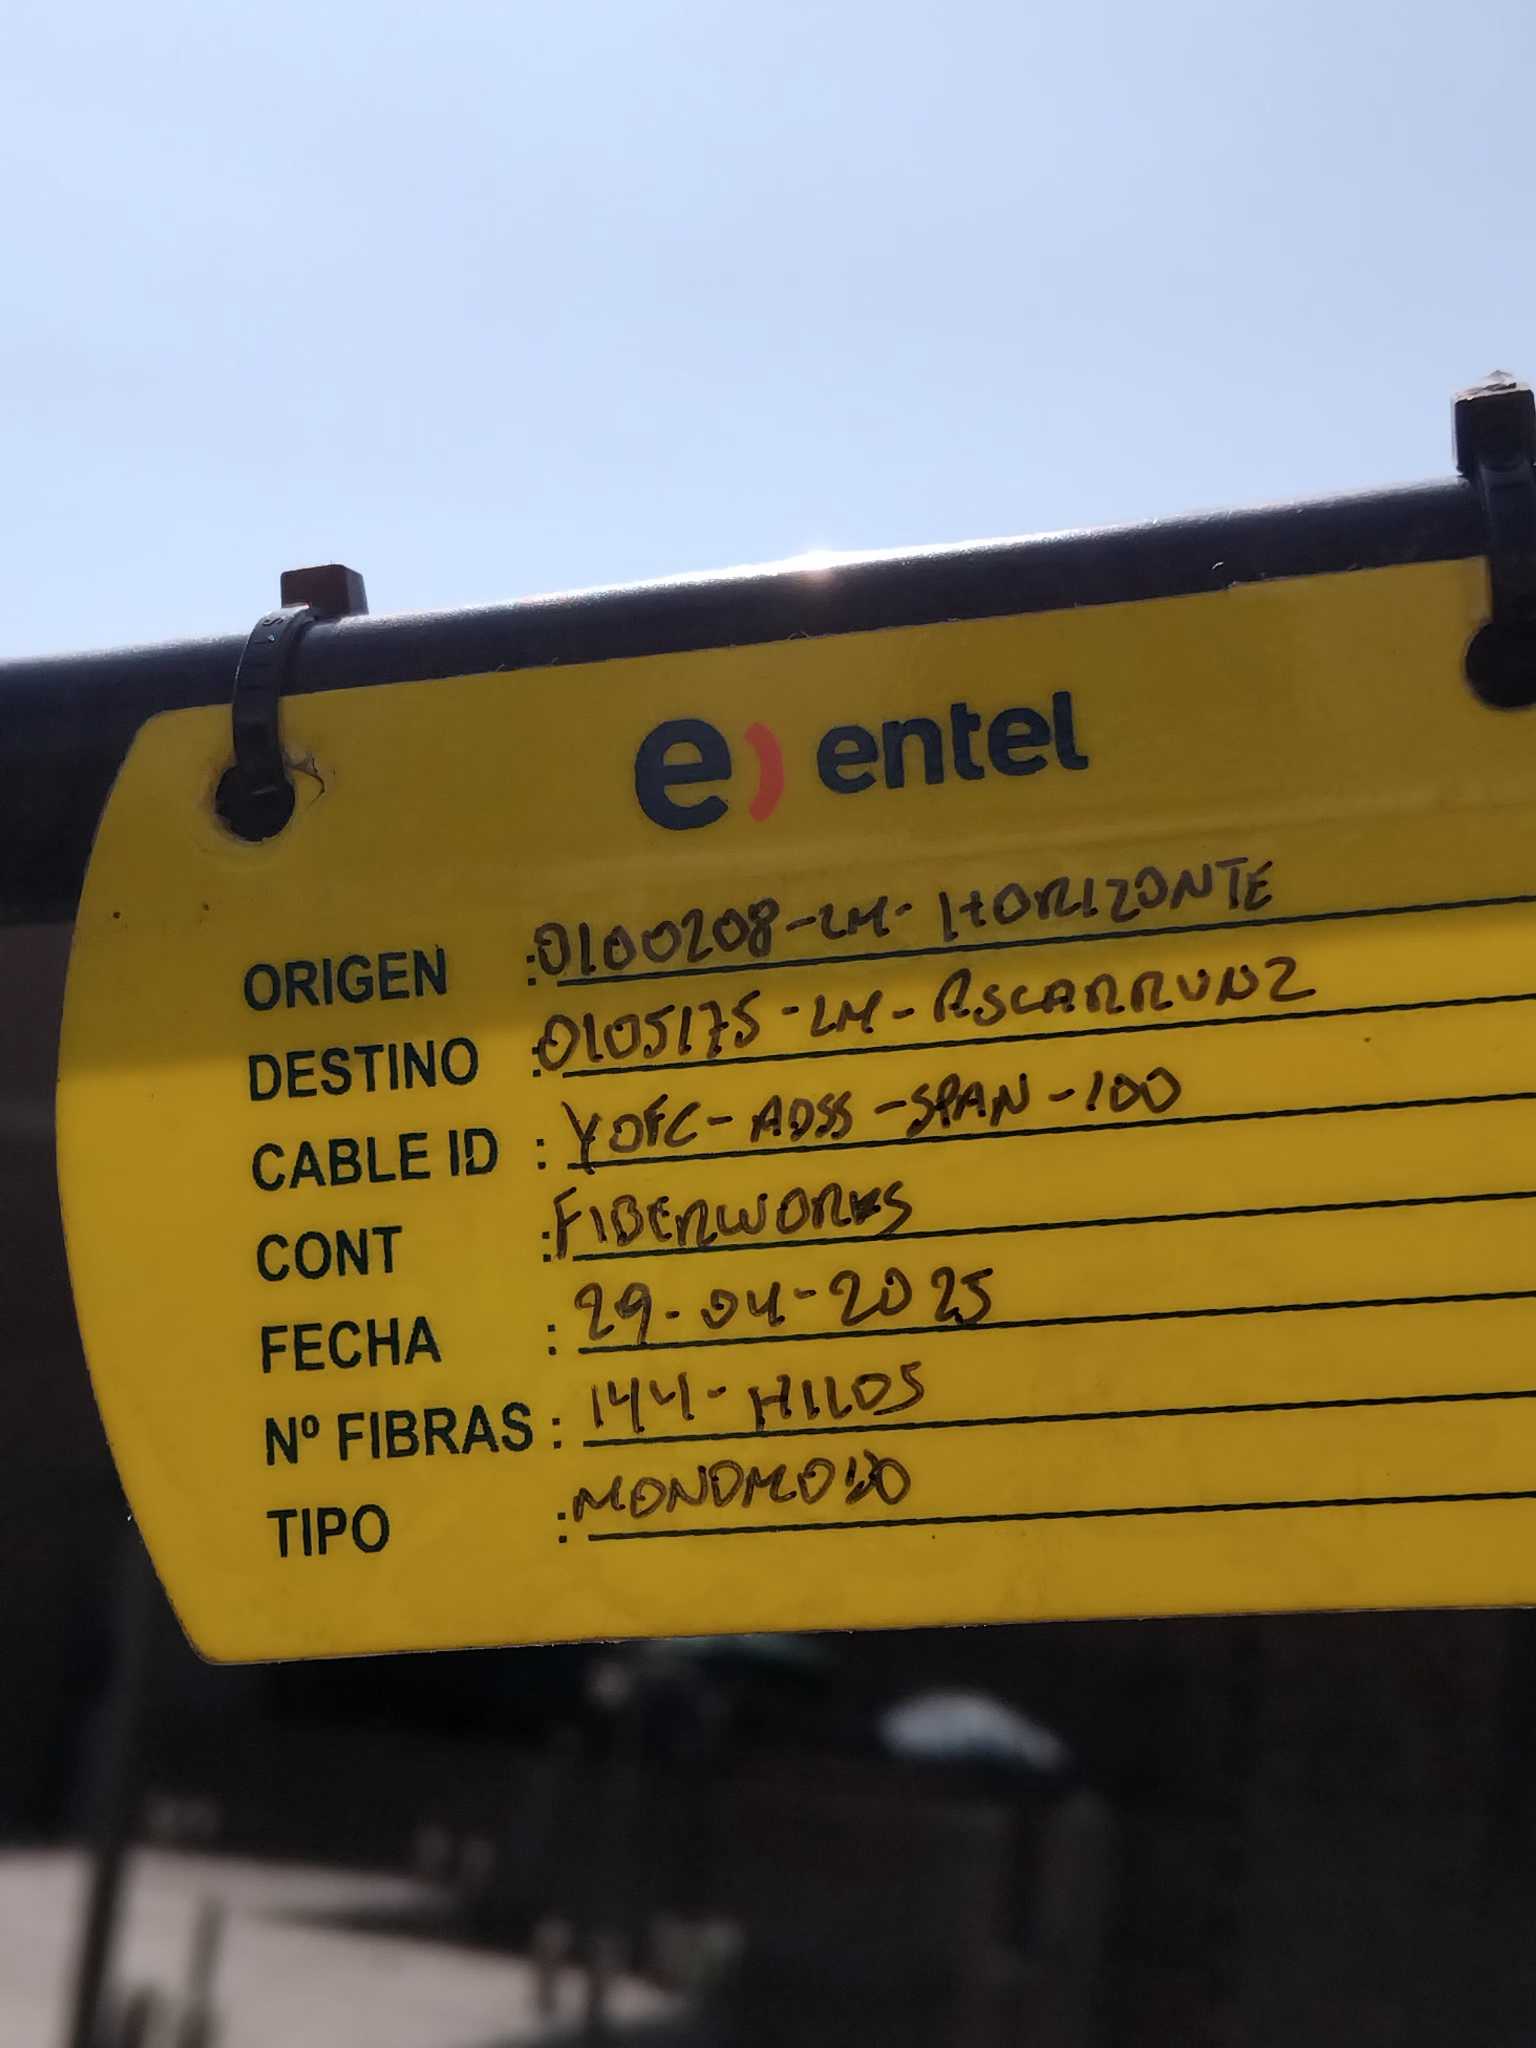 e) entel
ORIGEN : 0100208-LM-HORIZONTE
DESTINO : 0105175-LM-ASCARRUNZ
CABLE ID : YOFC-ADSS-SPAN-100
CONT : FIBERWORKS
FECHA : 29-04-2025
Nº FIBRAS : 144-HILOS
TIPO : MONOMODO